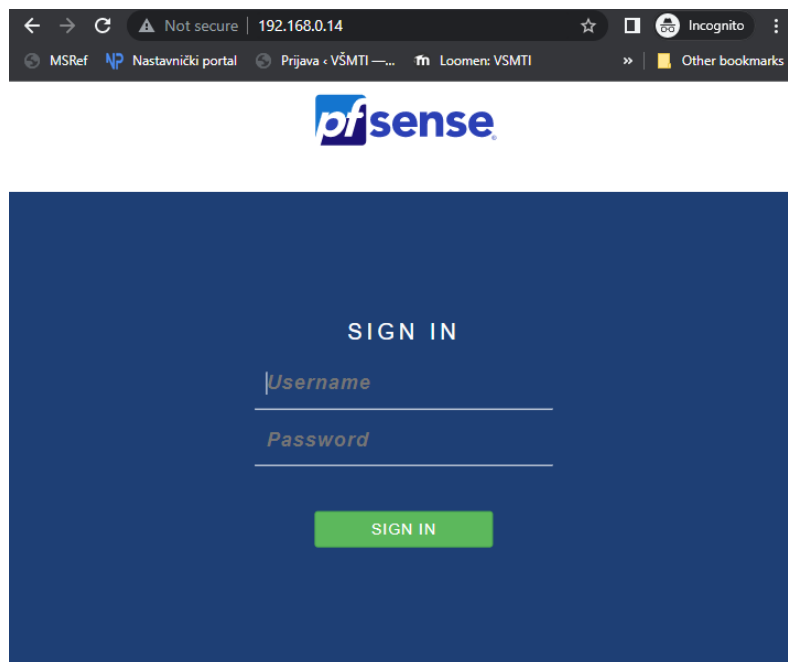 Not secure | 192.168.0.14 Incognito
MSRef Nastavnički portal Prijava ‹ VŠMTI —... Loomen: VSMTI » Other bookmarks
pfsense
SIGN IN
Username
Password
SIGN IN